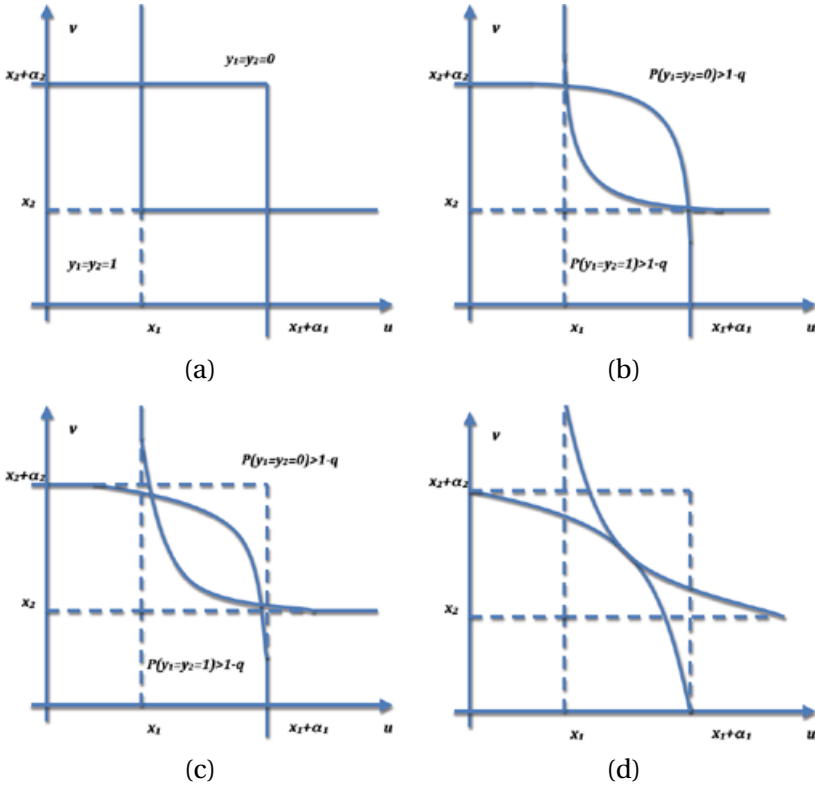 v
y₁=y₂=0
x₂+α₂
x₂
y₁=y₂=1
x₁
x₁+α₁
u
(a)
v
P(y₁=y₂=0)>1-q
x₂+α₂
x₂
P(y₁=y₂=1)>1-q
x₁
x₁+α₁
u
(b)
v
P(y₁=y₂=0)>1-q
x₂+α₂
x₂
P(y₁=y₂=1)>1-q
x₁
x₁+α₁
u
(c)
v
x₂+α₂
x₂
x₁
x₁+α₁
u
(d)